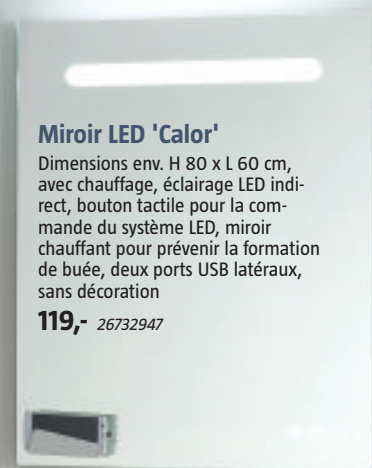 Miroir LED 'Calor'
Dimensions env. H 80 x L 60 cm,
avec chauffage, éclairage LED indi-
rect, bouton tactile pour la com-
mande du système LED, miroir
chauffant pour prévenir la formation
de buée, deux ports USB latéraux,
sans décoration
119,- 26732947